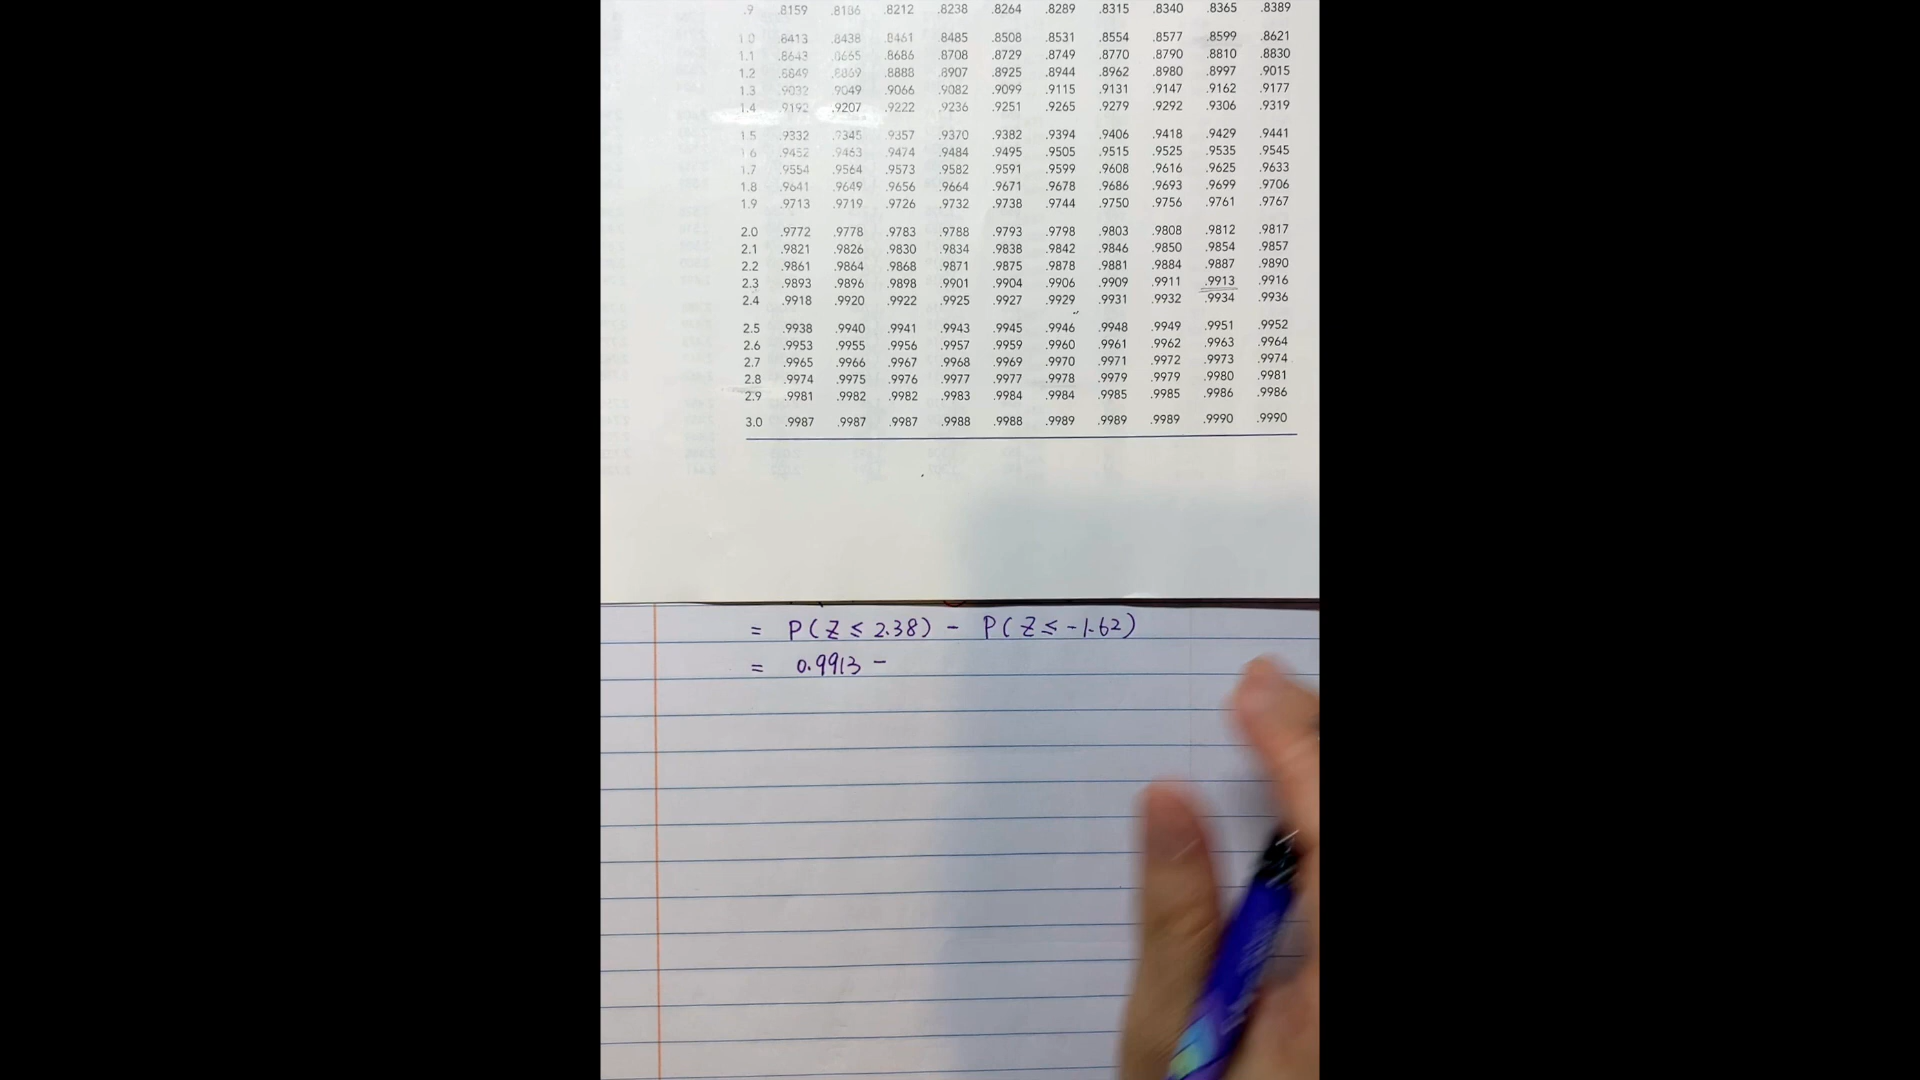 .9 .8159 .8186 .8212 .8238 .8264 .8289 .8315 .8340 .8365 .8389
1.0 .8413 .8438 .8461 .8485 .8508 .8531 .8554 .8577 .8599 .8621
1.1 .8643 .8665 .8686 .8708 .8729 .8749 .8770 .8790 .8810 .8830
1.2 .8849 .8869 .8888 .8907 .8925 .8944 .8962 .8980 .8997 .9015
1.3 .9032 .9049 .9066 .9082 .9099 .9115 .9131 .9147 .9162 .9177
1.4 .9192 .9207 .9222 .9236 .9251 .9265 .9279 .9292 .9306 .9319
1.5 .9332 .9345 .9357 .9370 .9382 .9394 .9406 .9418 .9429 .9441
1.6 .9452 .9463 .9474 .9484 .9495 .9505 .9515 .9525 .9535 .9545
1.7 .9554 .9564 .9573 .9582 .9591 .9599 .9608 .9616 .9625 .9633
1.8 .9641 .9649 .9656 .9664 .9671 .9678 .9686 .9693 .9699 .9706
1.9 .9713 .9719 .9726 .9732 .9738 .9744 .9750 .9756 .9761 .9767
2.0 .9772 .9778 .9783 .9788 .9793 .9798 .9803 .9808 .9812 .9817
2.1 .9821 .9826 .9830 .9834 .9838 .9842 .9846 .9850 .9854 .9857
2.2 .9861 .9864 .9868 .9871 .9875 .9878 .9881 .9884 .9887 .9890
2.3 .9893 .9896 .9898 .9901 .9904 .9906 .9909 .9911 .9913 .9916
2.4 .9918 .9920 .9922 .9925 .9927 .9929 .9931 .9932 .9934 .9936
2.5 .9938 .9940 .9941 .9943 .9945 .9946 .9948 .9949 .9951 .9952
2.6 .9953 .9955 .9956 .9957 .9959 .9960 .9961 .9962 .9963 .9964
2.7 .9965 .9966 .9967 .9968 .9969 .9970 .9971 .9972 .9973 .9974
2.8 .9974 .9975 .9976 .9977 .9977 .9978 .9979 .9979 .9980 .9981
2.9 .9981 .9982 .9982 .9983 .9984 .9984 .9985 .9985 .9986 .9986
3.0 .9987 .9987 .9987 .9988 .9988 .9989 .9989 .9989 .9990 .9990
= P(Z ≤ 2.38) - P(Z ≤ -1.62)
= 0.9913 -